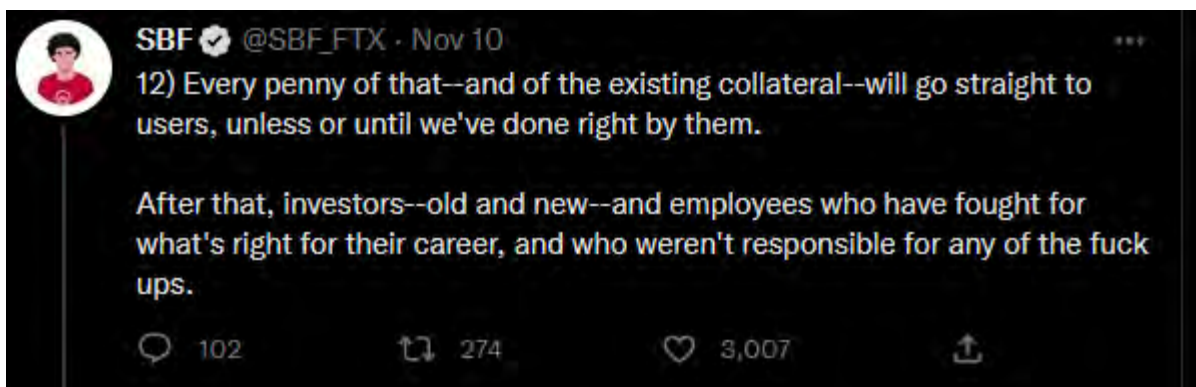 SBF @SBF_FTX · Nov 10
12) Every penny of that--and of the existing collateral--will go straight to
users, unless or until we've done right by them.
After that, investors--old and new--and employees who have fought for
what's right for their career, and who weren't responsible for any of the fuck
ups.
102 274 3,007